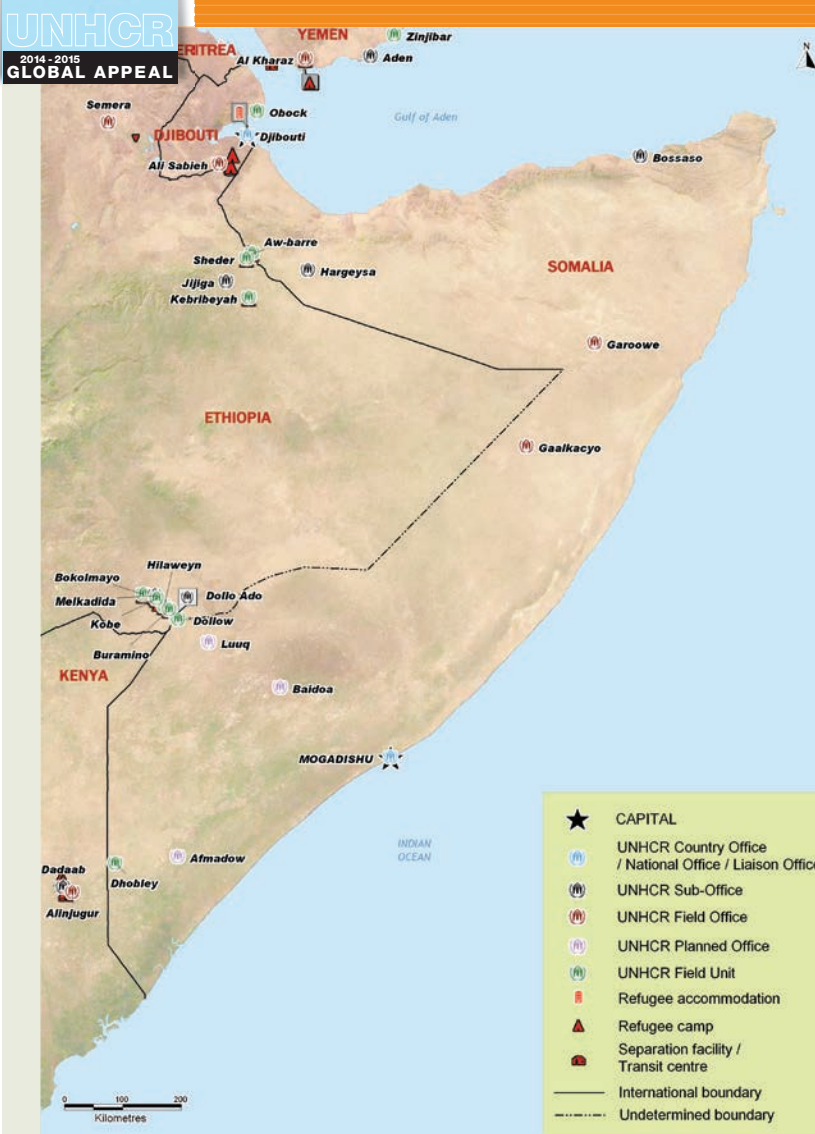 UNHCR
2014 - 2015
GLOBAL APPEAL
ERITREA
YEMEN
Zinjibar
Al Kharaz
Aden
N
Semera
Obock
Gulf of Aden
DJIBOUTI
Djibouti
Ali Sabieh
Bossaso
Aw-barre
Sheder
Hargeysa
SOMALIA
Jijiga
Kebribeyah
Garoowe
ETHIOPIA
Gaalkacyo
Hilaweyn
Bokolmayo
Dollo Ado
Melkadida
Kobe
Dollow
Luuq
Buramino
KENYA
Baidoa
MOGADISHU
INDIAN
OCEAN
Afmadow
Dadaab
Dhobley
Alinjugur
CAPITAL
UNHCR Country Office
/ National Office / Liaison Office
UNHCR Sub-Office
UNHCR Field Office
UNHCR Planned Office
UNHCR Field Unit
Refugee accommodation
Refugee camp
Separation facility /
Transit centre
International boundary
Undetermined boundary
0 100 200
Kilometres